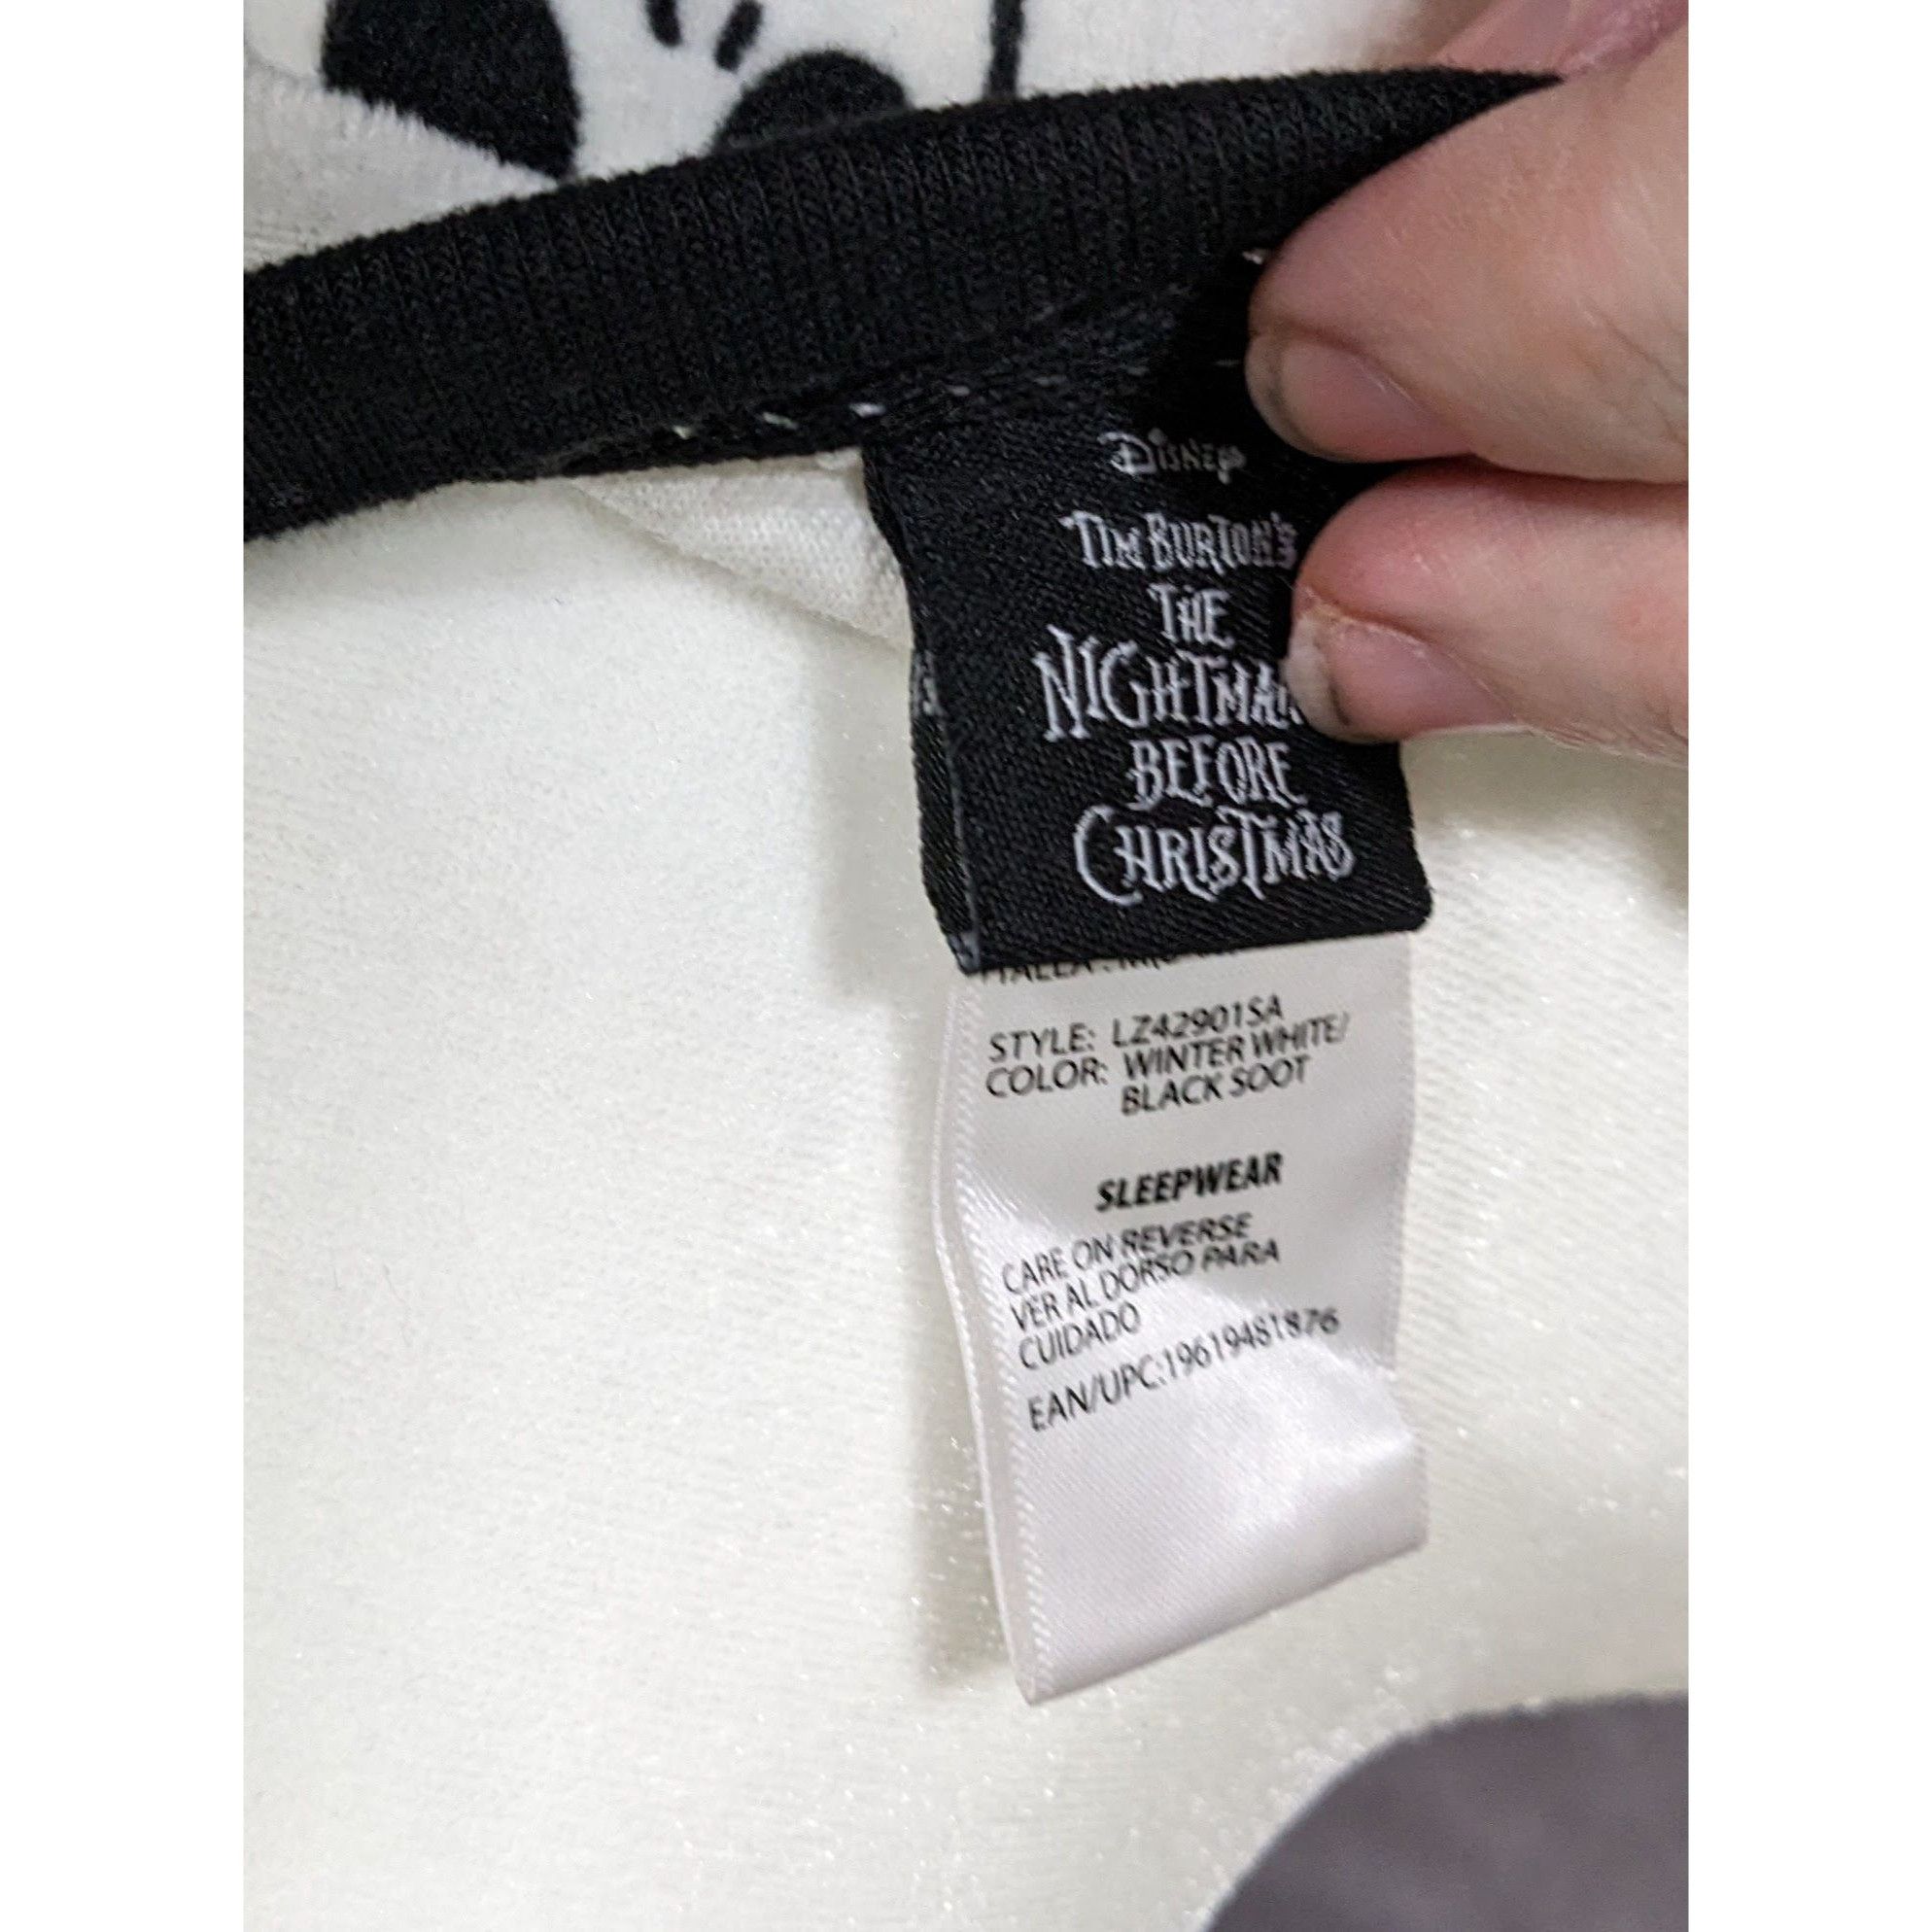 Disney
TIM BURTON'S
THE
NIGHTMA
BEFORE
CHRISTMAS
STYLE: LZ42901SA
COLOR: WINTER WHITE/
BLACK SOOT
SLEEPWEAR
CARE ON REVERSE
VER AL DORSO PARA
CUIDADO
EAN/UPC:19619481876